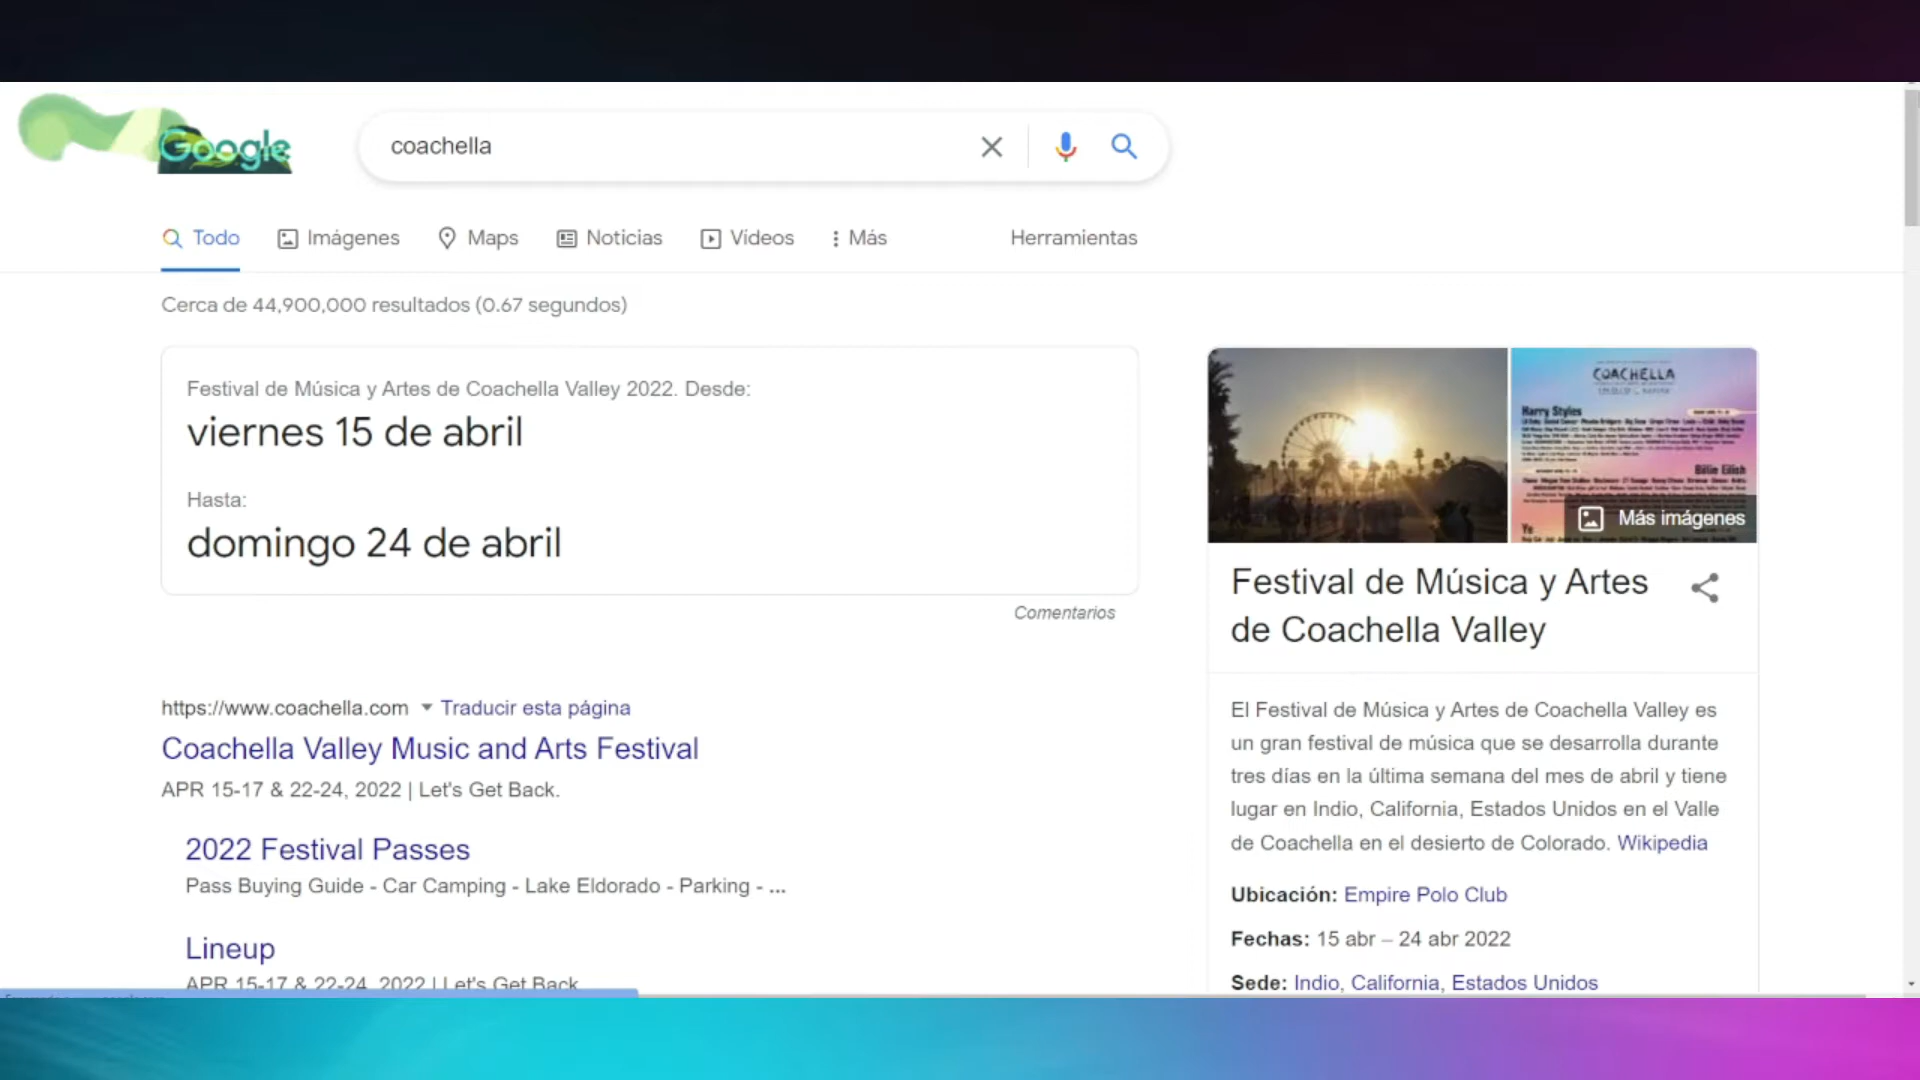 Google
coachella
Todo
Imágenes
Maps
Noticias
Videos
Más
Herramientas
Cerca de 44,900,000 resultados (0.67 segundos)
Festival de Música y Artes de Coachella Valley 2022. Desde:
viernes 15 de abril
Hasta:
domingo 24 de abril
Comentarios
https://www.coachella.com Traducir esta página
Coachella Valley Music and Arts Festival
APR 15-17 & 22-24, 2022 | Let's Get Back.
2022 Festival Passes
Pass Buying Guide - Car Camping - Lake Eldorado - Parking - ...
Lineup
APR 15-17 & 22-24, 2022 | Let's Get Back
COACHELLA
Harry Styles
Billie Eilish
Ye
Más imágenes
Festival de Música y Artes
de Coachella Valley
El Festival de Música y Artes de Coachella Valley es
un gran festival de música que se desarrolla durante
tres días en la última semana del mes de abril y tiene
lugar en Indio, California, Estados Unidos en el Valle
de Coachella en el desierto de Colorado. Wikipedia
Ubicación: Empire Polo Club
Fechas: 15 abr – 24 abr 2022
Sede: Indio, California, Estados Unidos